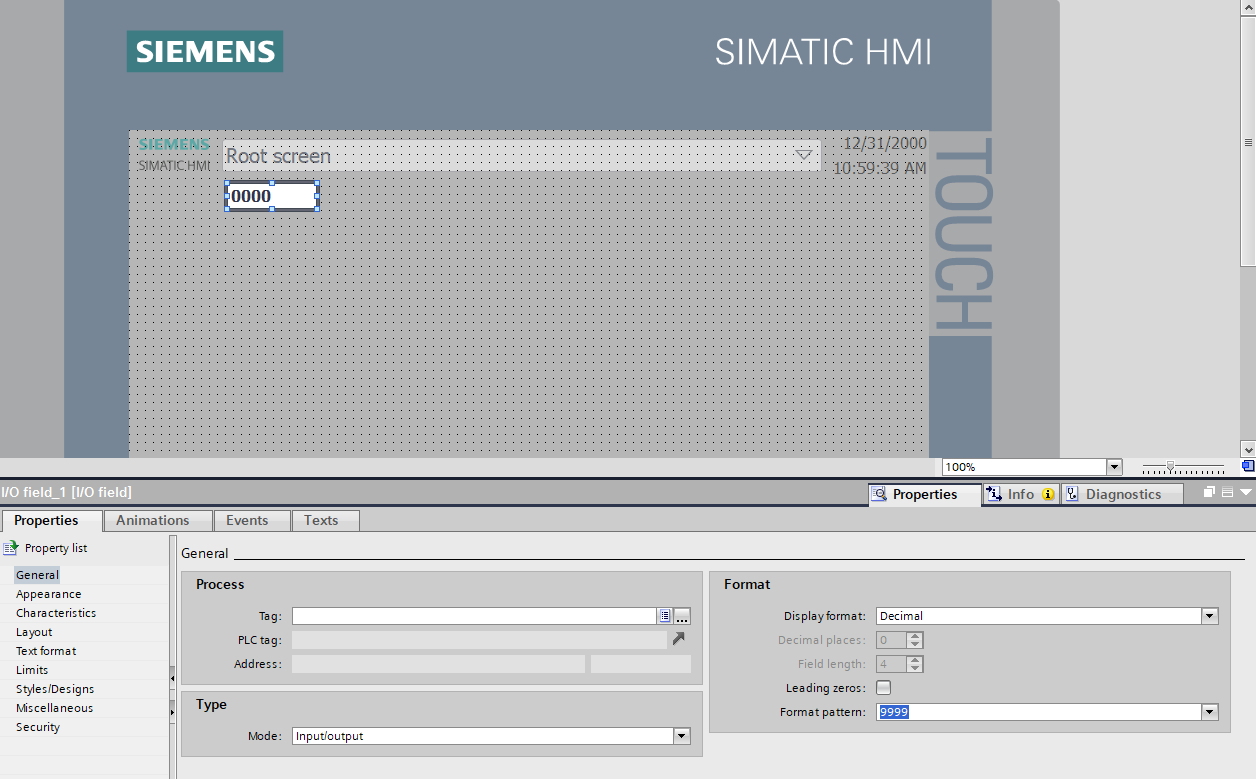 SIEMENS
SIMATIC HMI
SIEMENS
SIMATIC HMI
Root screen
12/31/2000
10:59:39 AM
TOUCH
0000
100%
I/O field_1 [I/O field]
Properties
Info
Diagnostics
Properties
Animations
Events
Texts
Property list
General
Appearance
Characteristics
Layout
Text format
Limits
Styles/Designs
Miscellaneous
Security
General
Process
Tag:
...
PLC tag:
Address:
Type
Mode: Input/output
Format
Display format: Decimal
Decimal places: 0
Field length: 4
Leading zeros:
Format pattern: 9999